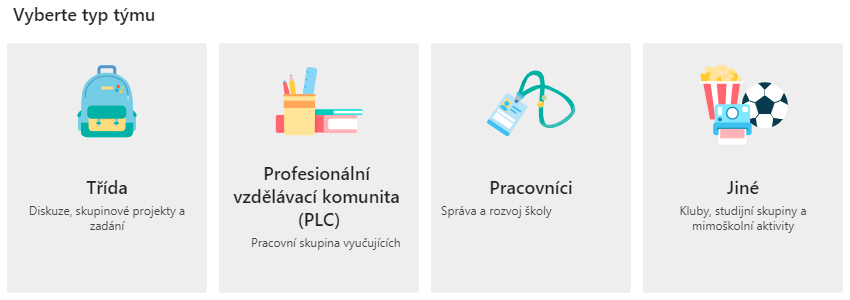 Vyberte typ týmu
Třída
Diskuze, skupinové projekty a
zadání
Profesionální
vzdělávací komunita
(PLC)
Pracovní skupina vyučujících
Pracovníci
Správa a rozvoj školy
Jiné
Kluby, studijní skupiny a
mimoškolní aktivity